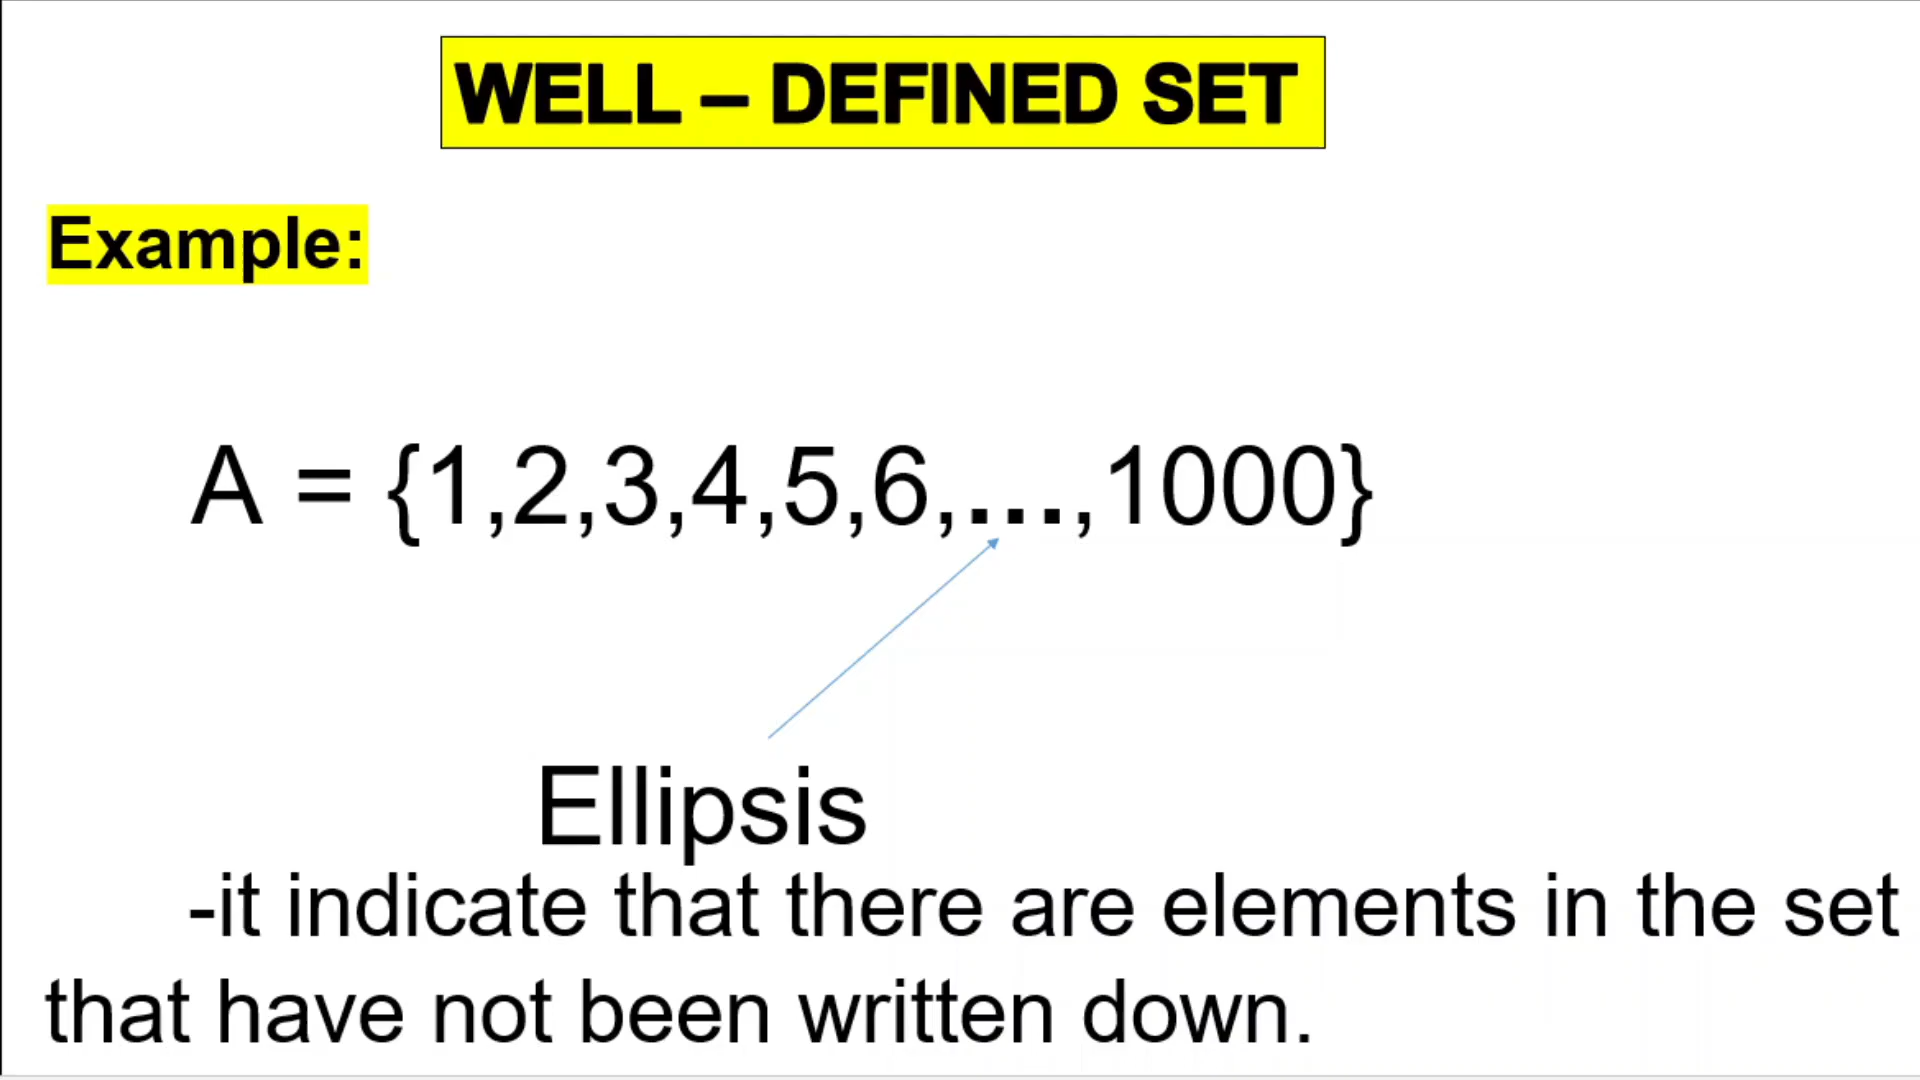 WELL – DEFINED SET
Example:
A = {1,2,3,4,5,6,...,1000}
Ellipsis
-it indicate that there are elements in the set
that have not been written down.